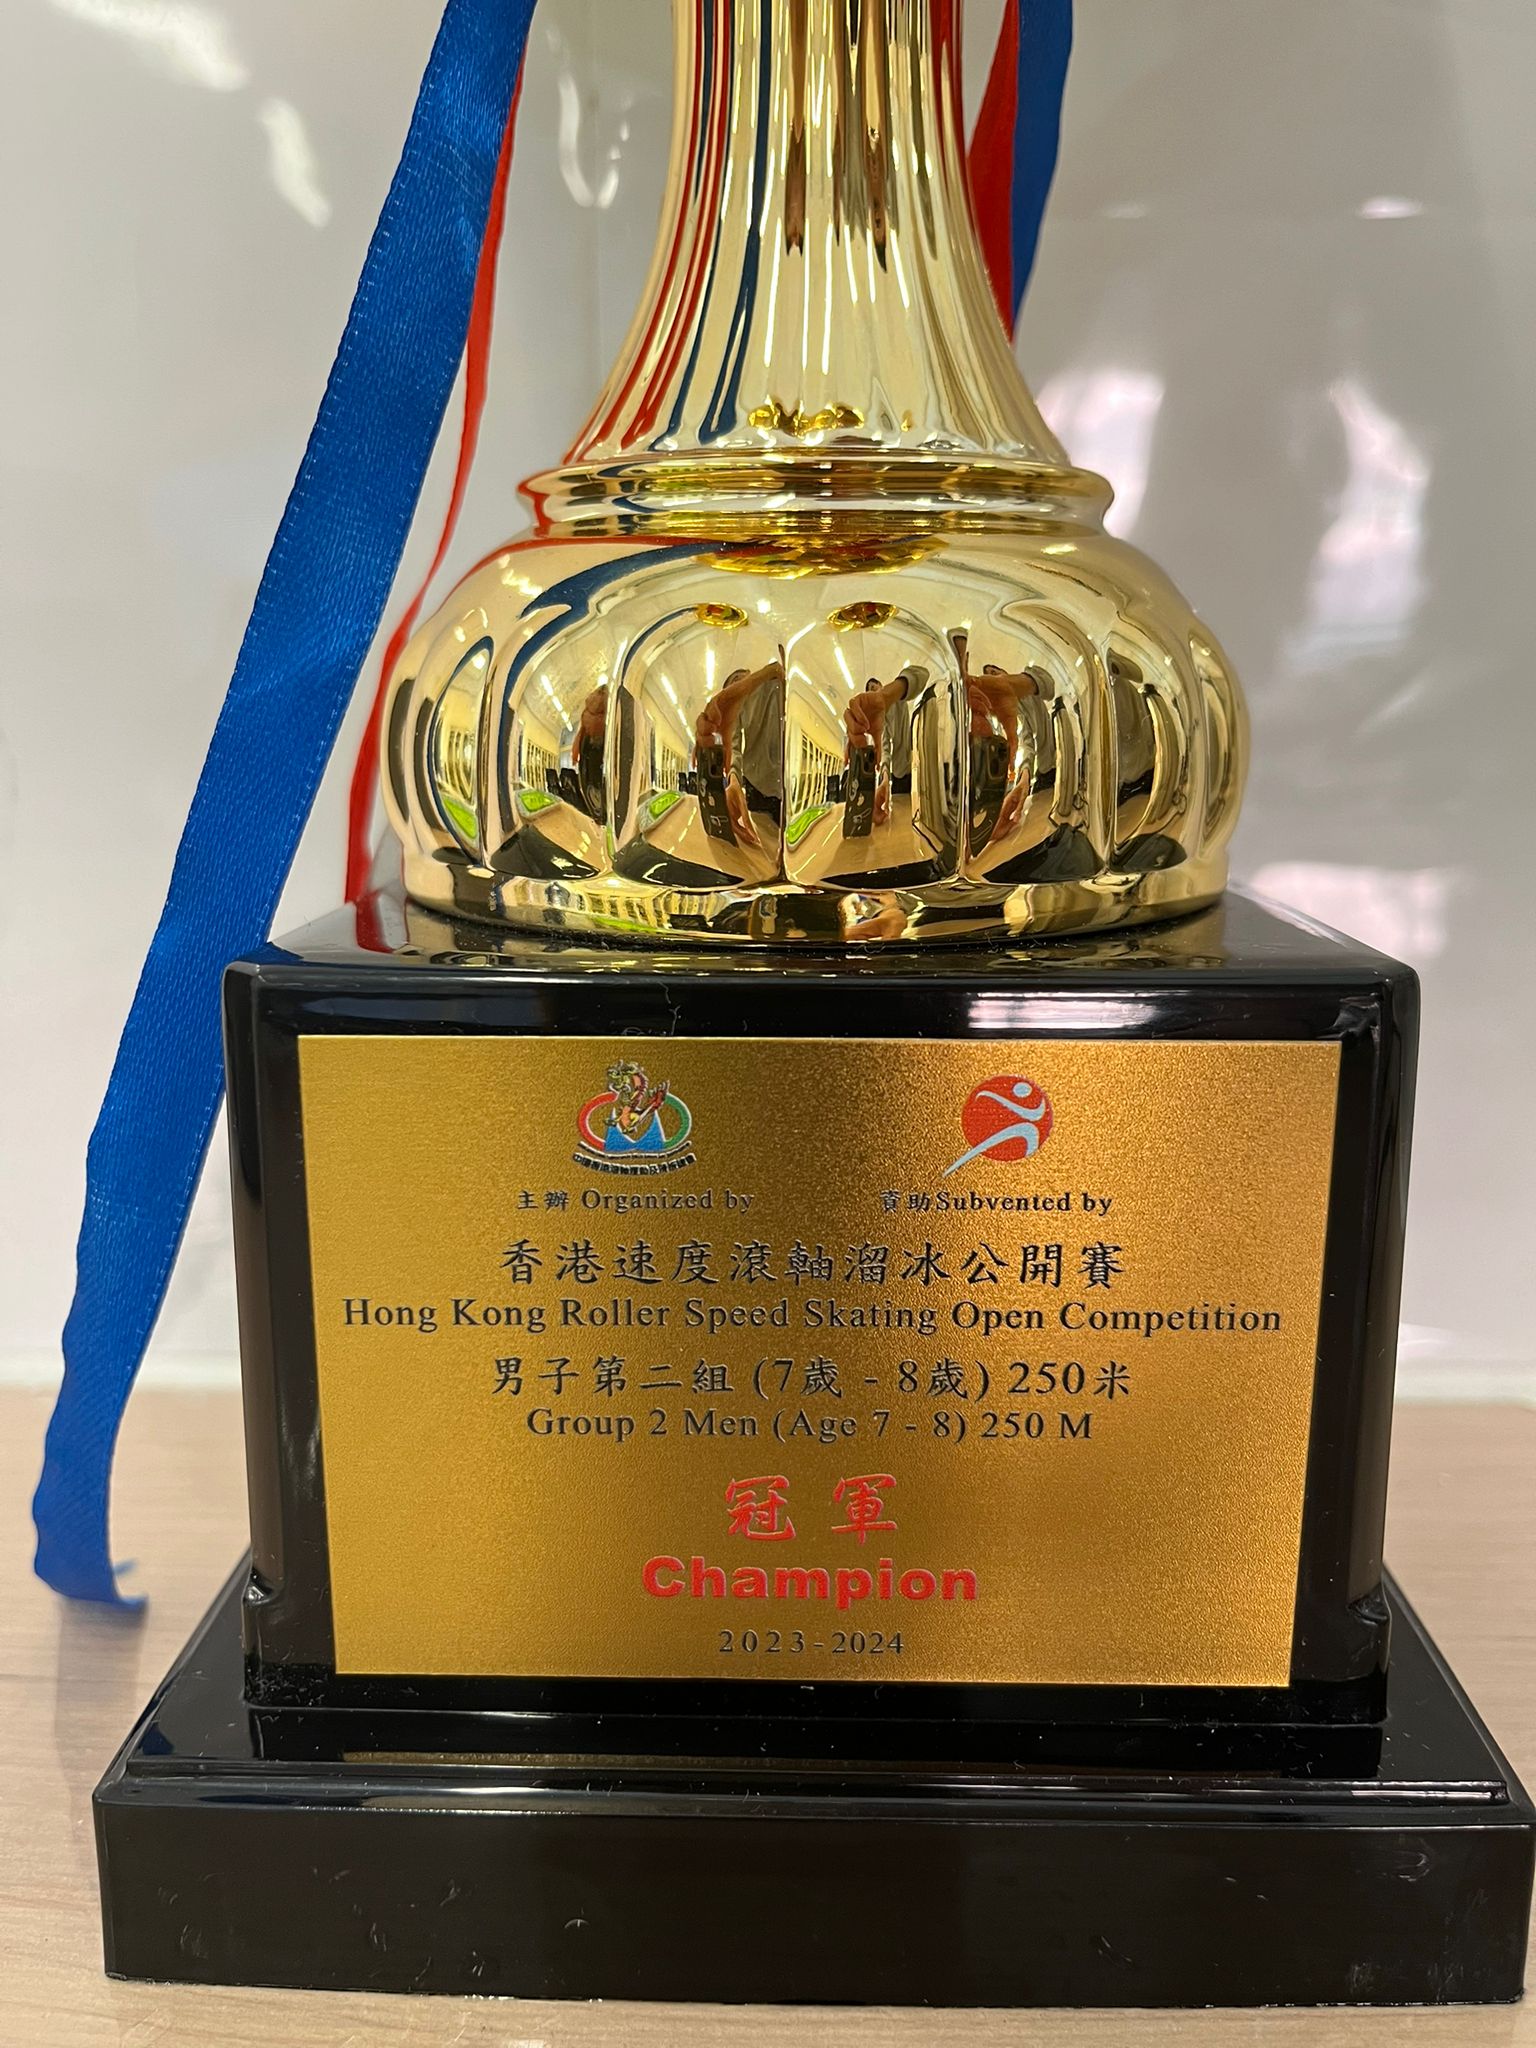 主辦 Organized by
資助Subvented by
香港速度滾軸溜冰公開賽
Hong Kong Roller Speed Skating Open Competition
男子第二組 (7歲 - 8歲) 250米
Group 2 Men (Age 7 - 8) 250 M
冠軍
Champion
2023-2024